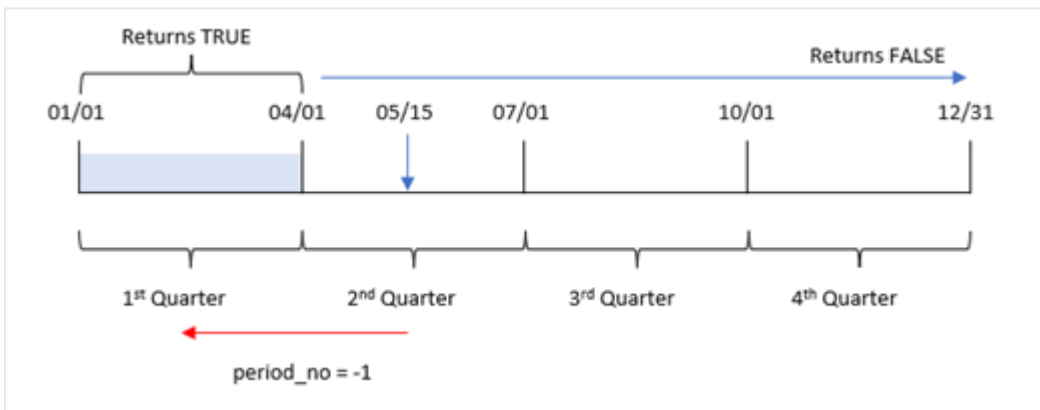 Returns TRUE
Returns FALSE
01/01 04/01 05/15 07/01 10/01 12/31
1st Quarter 2nd Quarter 3rd Quarter 4th Quarter
period_no = -1